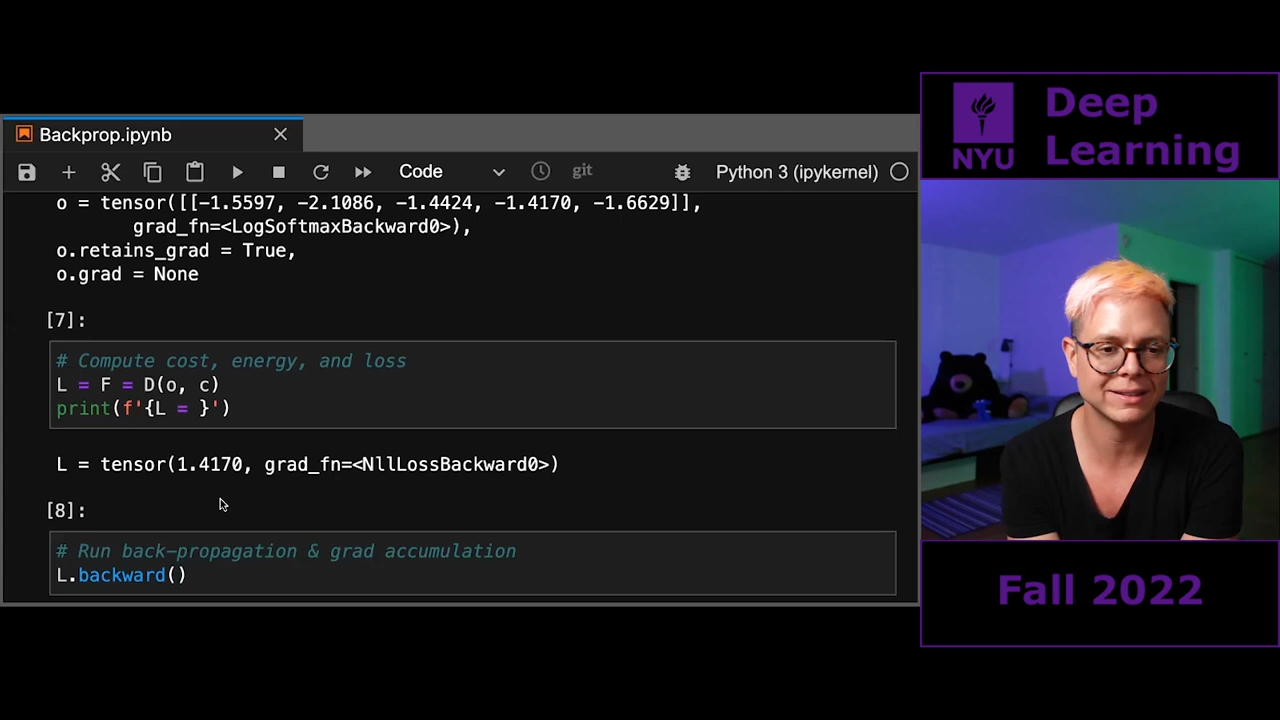 Backprop.ipynb
Code
git
Python 3 (ipykernel)
o = tensor([[-1.5597, -2.1086, -1.4424, -1.4170, -1.6629]],
grad_fn=<LogSoftmaxBackward0>),
o.retains_grad = True,
o.grad = None
[7]:
# Compute cost, energy, and loss
L = F = D(o, c)
print(f'{L = }')
L = tensor(1.4170, grad_fn=<NllLossBackward0>)
[8]:
# Run back-propagation & grad accumulation
L.backward()
NYU
Deep
Learning
Fall 2022